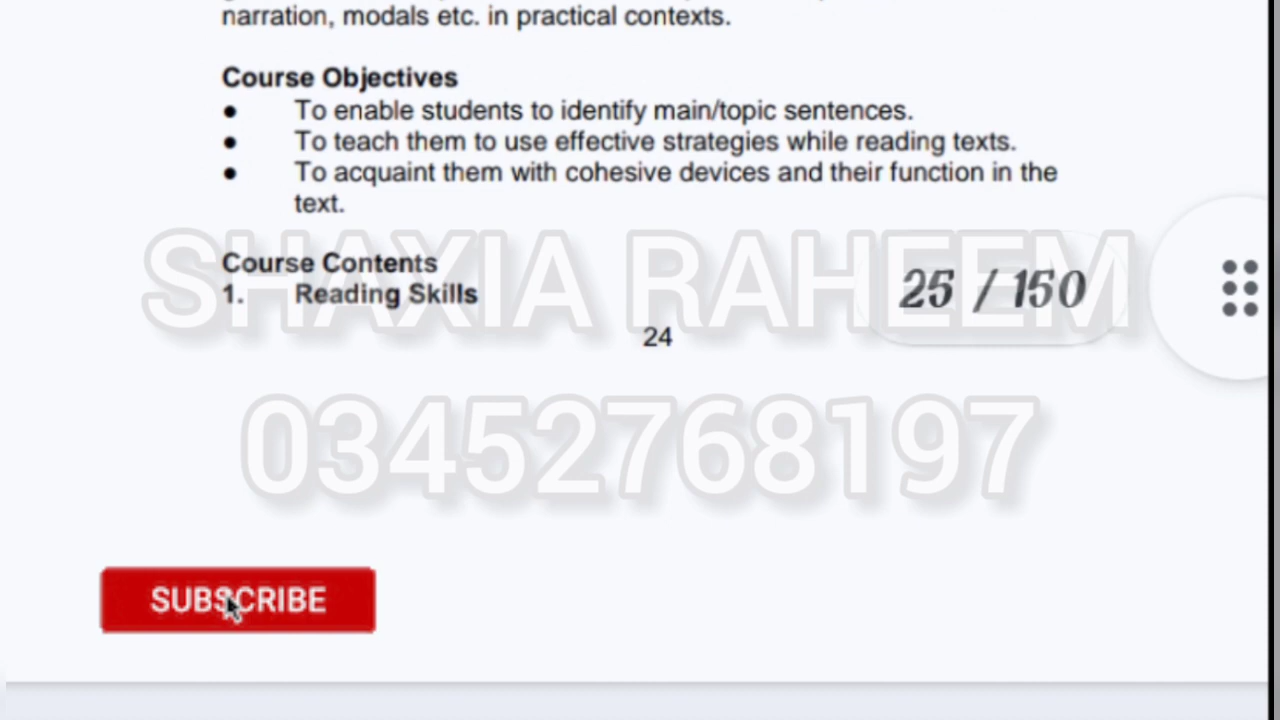 narration, modals etc. in practical contexts.
Course Objectives
● To enable students to identify main/topic sentences.
● To teach them to use effective strategies while reading texts.
● To acquaint them with cohesive devices and their function in the
text.
SHAXIA RAHEEM
Course Contents
1. Reading Skills
25 / 150
24
03452768197
SUBSCRIBE